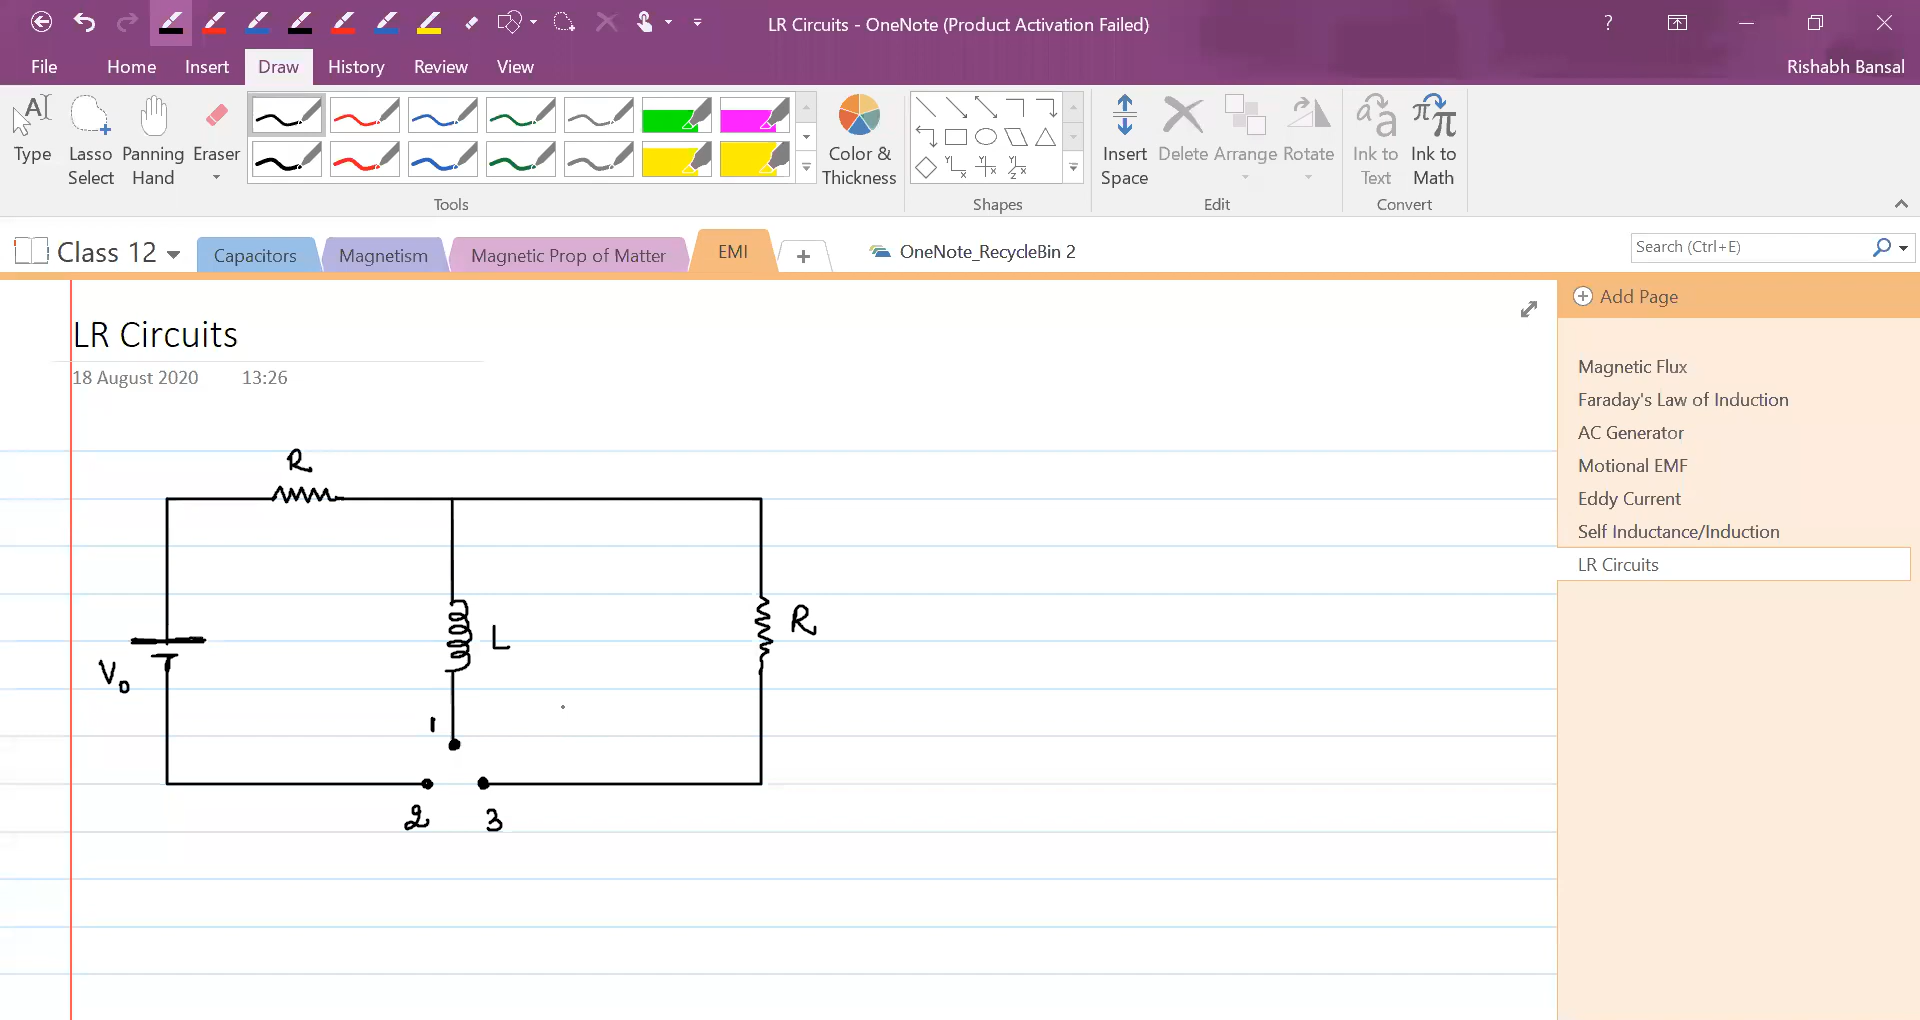 LR Circuits - OneNote (Product Activation Failed)
?
File Home Insert Draw History Review View
Rishabh Bansal
Type
Lasso Select
Panning Hand
Eraser
Color & Thickness
Insert Space
Delete
Arrange
Rotate
Ink to Text
Ink to Math
Tools
Shapes
Edit
Convert
Class 12
Capacitors
Magnetism
Magnetic Prop of Matter
EMI
+
OneNote_RecycleBin 2
Search (Ctrl+E)
LR Circuits
18 August 2020 13:26
R
V0
L
R
1
2 3
Add Page
Magnetic Flux
Faraday's Law of Induction
AC Generator
Motional EMF
Eddy Current
Self Inductance/Induction
LR Circuits